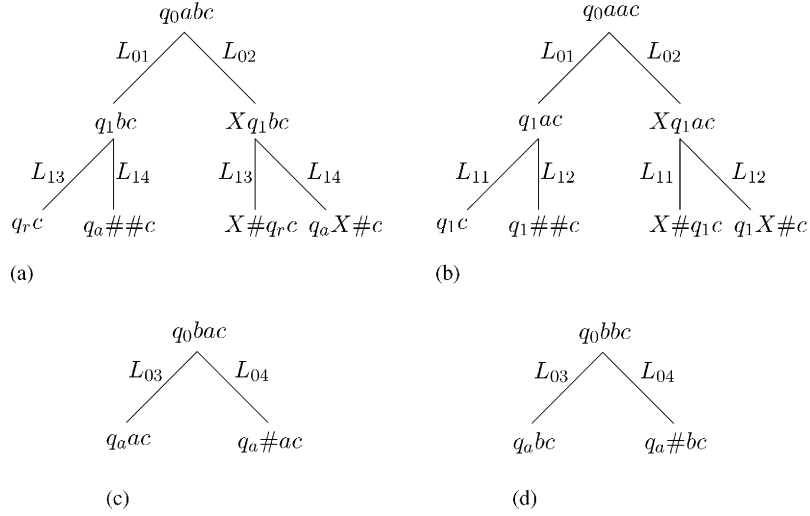 q₀abc q₀aac
L₀₁ L₀₂ L₀₁ L₀₂
q₁bc Xq₁bc q₁ac Xq₁ac
L₁₃ L₁₄ L₁₃ L₁₄ L₁₁ L₁₂ L₁₁ L₁₂
qᵣc qₐ##c X#qᵣc qₐX#c q₁c q₁##c X#q₁c q₁X#c
(a) (b)
q₀bac q₀bbc
L₀₃ L₀₄ L₀₃ L₀₄
qₐac qₐ#ac qₐbc qₐ#bc
(c) (d)